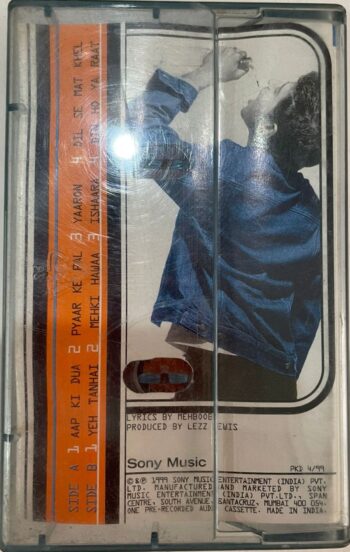 SIDE A 1 AAP KI DUA 2 PYAAR KE PAL 3 YAARON 4 DIL SE MAT KHEL
SIDE B 1 YEH TANHAI 2 MEHKI HAWAA 3 ISHAARA 4 DIN HO YA RAAT
LYRICS BY MEHBOOB
PRODUCED BY LEZZ LEWIS
Sony Music
PKD 4/99
© & ℗ 1999 SONY MUSIC ENTERTAINMENT (INDIA) PVT.
LTD. MANUFACTURED AND MARKETED BY SONY
MUSIC ENTERTAINMENT (INDIA) PVT.LTD., SPAN
CENTRE, SOUTH AVENUE, SANTACRUZ, MUMBAI 400 054.
ONE PRE-RECORDED AUDIO CASSETTE. MADE IN INDIA.